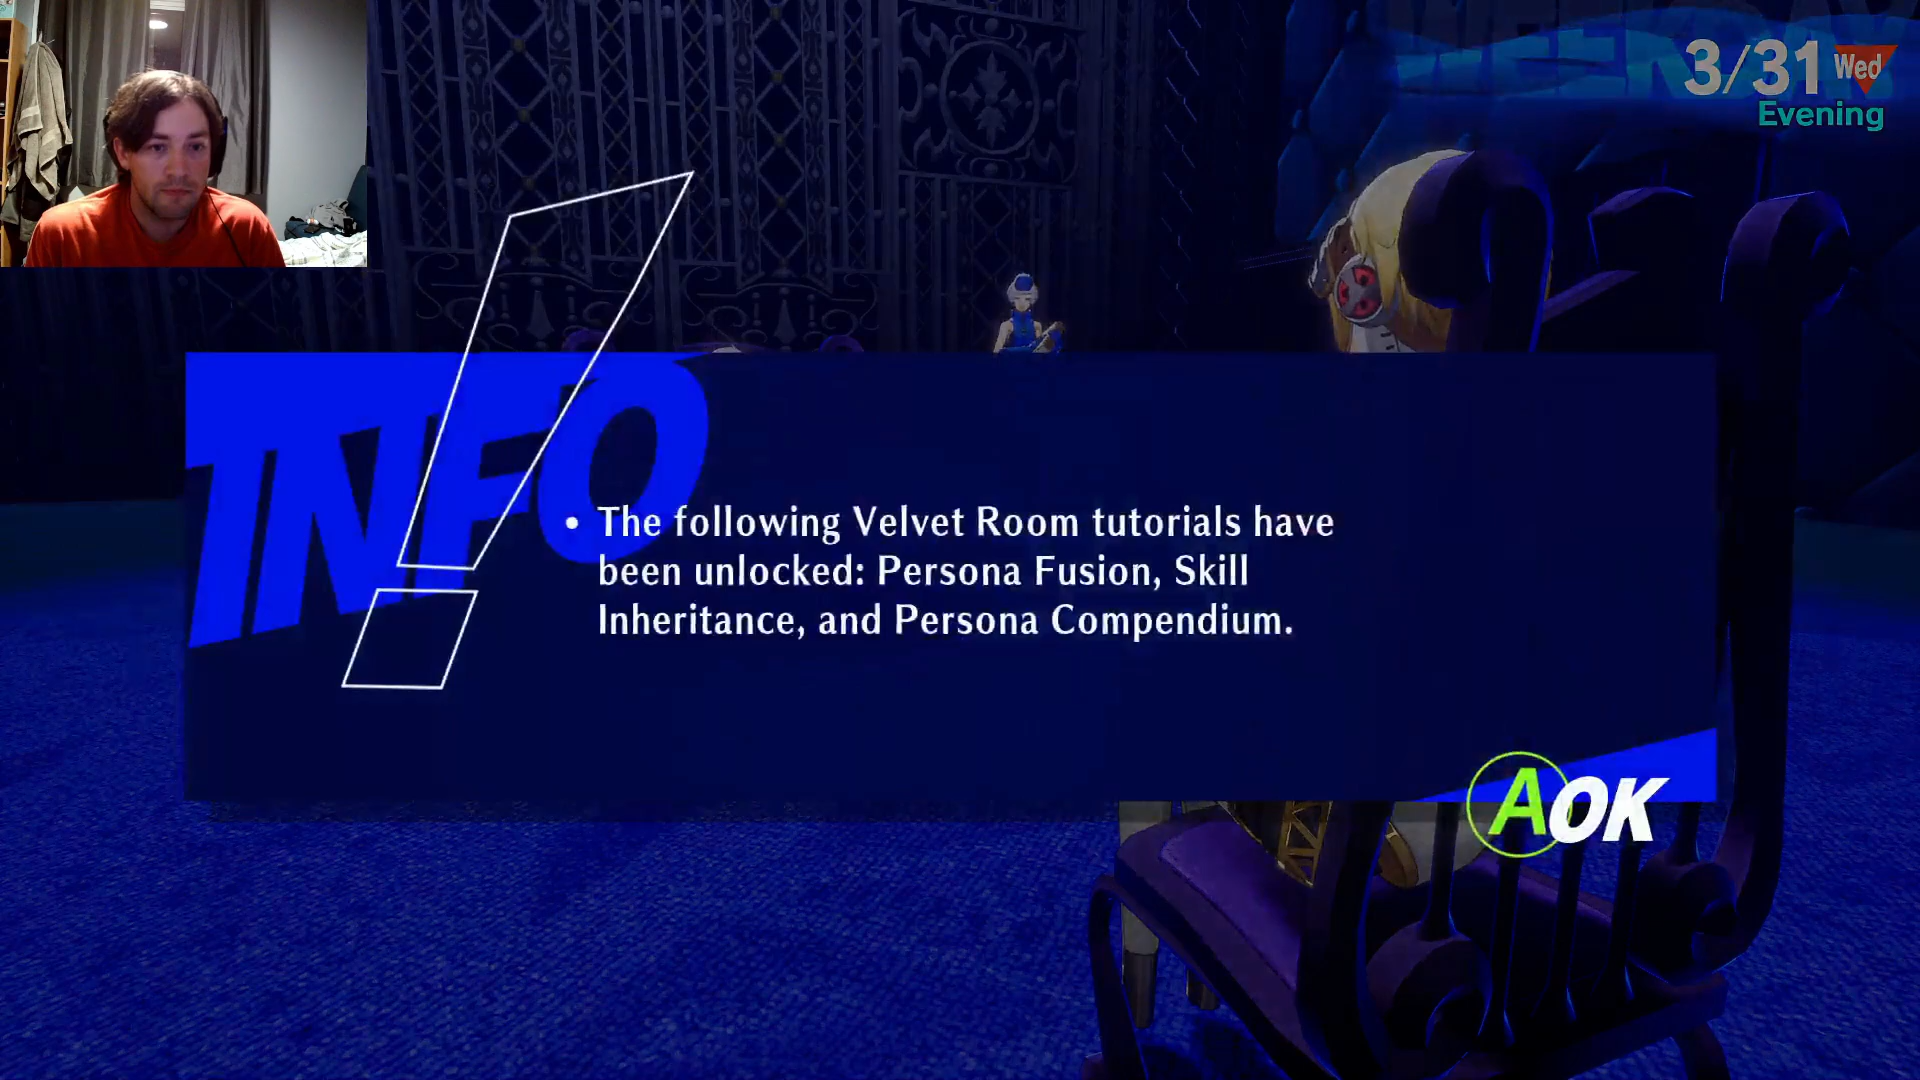 3/31 Wed
Evening
INFO
• The following Velvet Room tutorials have
been unlocked: Persona Fusion, Skill
Inheritance, and Persona Compendium.
A OK